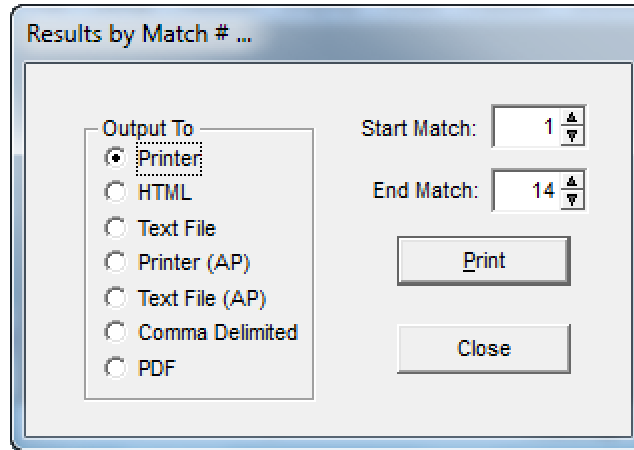 Results by Match # ...
Output To
Printer
HTML
Text File
Printer (AP)
Text File (AP)
Comma Delimited
PDF
Start Match: 1
End Match: 14
Print
Close